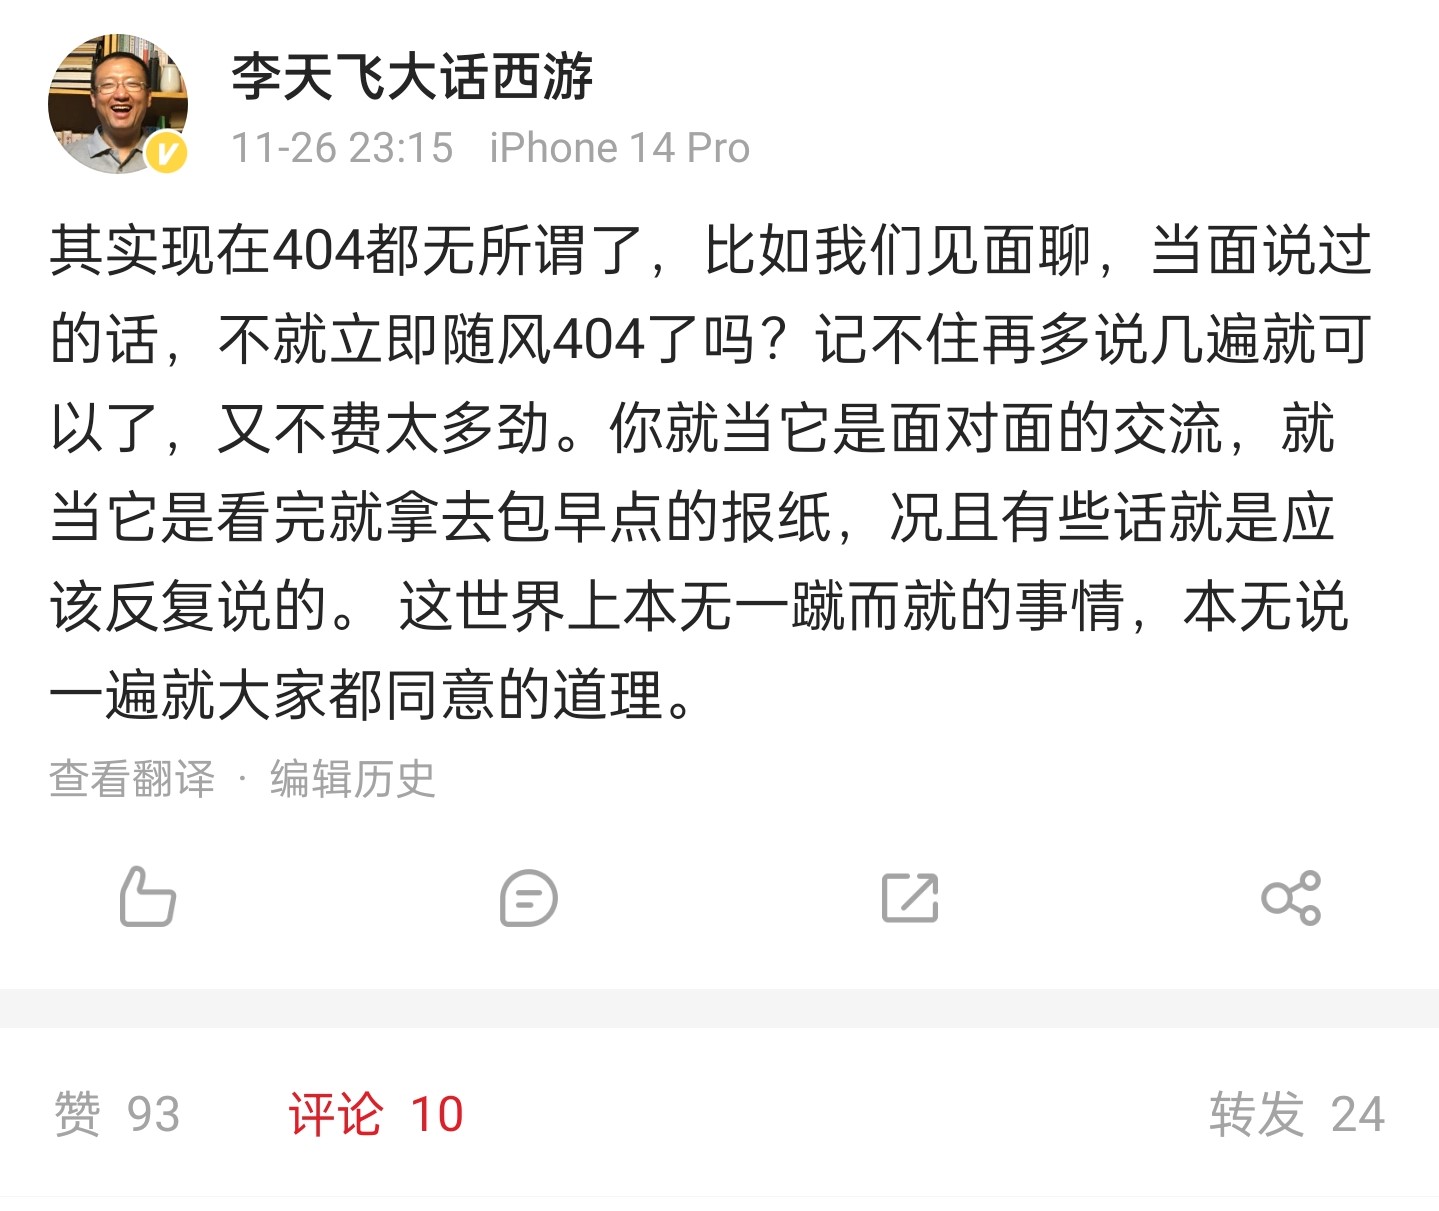 李天飞大话西游
11-26 23:15 iPhone 14 Pro
其实现在404都无所谓了，比如我们见面聊，当面说过
的话，不就立即随风404了吗？记不住再多说几遍就可
以了，又不费太多劲。你就当它是面对面的交流，就
当它是看完就拿去包早点的报纸，况且有些话就是应
该反复说的。 这世界上本无一蹴而就的事情，本无说
一遍就大家都同意的道理。
查看翻译 · 编辑历史
赞 93 评论 10 转发 24